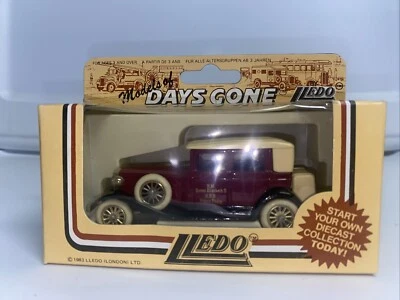 FOR AGES 3 AND OVER A PARTIR DE 3 ANS FUR ALLE ALTERSGRUPPEN AB 3 JAHREN
Models of
DAYS GONE
LLEDO
START
YOUR OWN
DIECAST
COLLECTION
TODAY!
LLEDO
© 1983 LLEDO (LONDON) LTD.